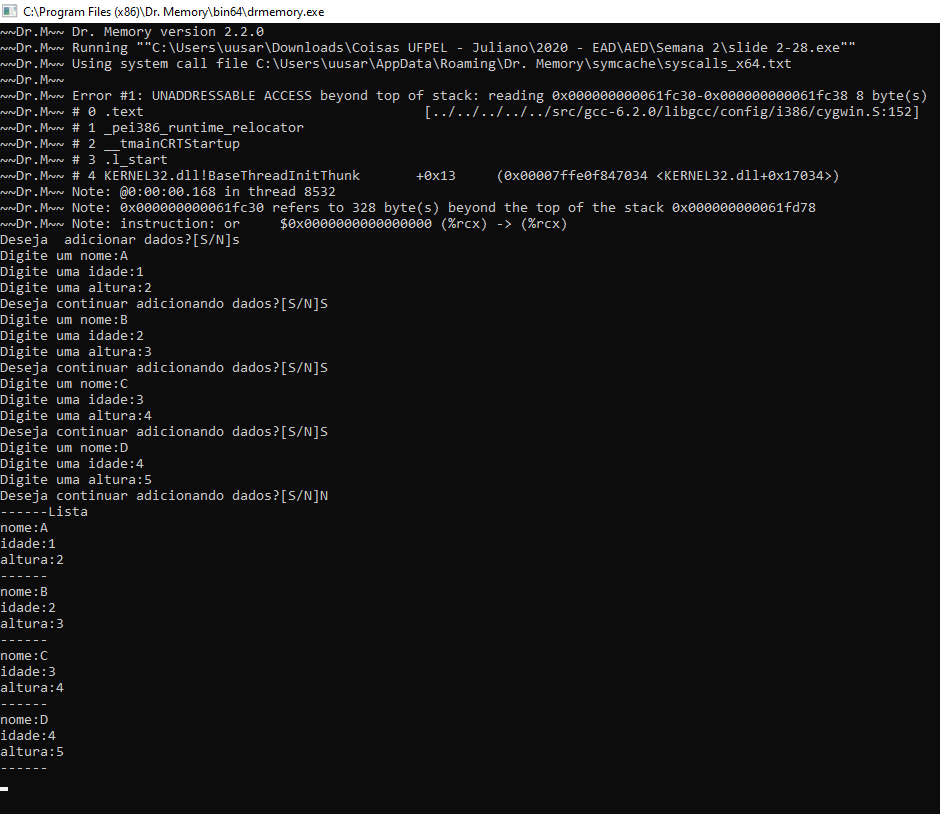 C:\Program Files (x86)\Dr. Memory\bin64\drmemory.exe
~~Dr.M~~ Dr. Memory version 2.2.0
~~Dr.M~~ Running ""C:\Users\uusar\Downloads\Coisas UFPEL - Juliano\2020 - EAD\AED\Semana 2\slide 2-28.exe""
~~Dr.M~~ Using system call file C:\Users\uusar\AppData\Roaming\Dr. Memory\symcache\syscalls_x64.txt
~~Dr.M~~
~~Dr.M~~ Error #1: UNADDRESSABLE ACCESS beyond top of stack: reading 0x000000000061fc30-0x000000000061fc38 8 byte(s)
~~Dr.M~~ # 0 .text [../../../../../src/gcc-6.2.0/libgcc/config/i386/cygwin.S:152]
~~Dr.M~~ # 1 _pei386_runtime_relocator
~~Dr.M~~ # 2 __tmainCRTStartup
~~Dr.M~~ # 3 .l_start
~~Dr.M~~ # 4 KERNEL32.dll!BaseThreadInitThunk +0x13 (0x00007ffe0f847034 <KERNEL32.dll+0x17034>)
~~Dr.M~~ Note: @0:00:00.168 in thread 8532
~~Dr.M~~ Note: 0x000000000061fc30 refers to 328 byte(s) beyond the top of the stack 0x000000000061fd78
~~Dr.M~~ Note: instruction: or $0x0000000000000000 (%rcx) -> (%rcx)
Deseja  adicionar dados?[S/N]s
Digite um nome:A
Digite uma idade:1
Digite uma altura:2
Deseja continuar adicionando dados?[S/N]S
Digite um nome:B
Digite uma idade:2
Digite uma altura:3
Deseja continuar adicionando dados?[S/N]S
Digite um nome:C
Digite uma idade:3
Digite uma altura:4
Deseja continuar adicionando dados?[S/N]S
Digite um nome:D
Digite uma idade:4
Digite uma altura:5
Deseja continuar adicionando dados?[S/N]N
------Lista
nome:A
idade:1
altura:2
------
nome:B
idade:2
altura:3
------
nome:C
idade:3
altura:4
------
nome:D
idade:4
altura:5
------